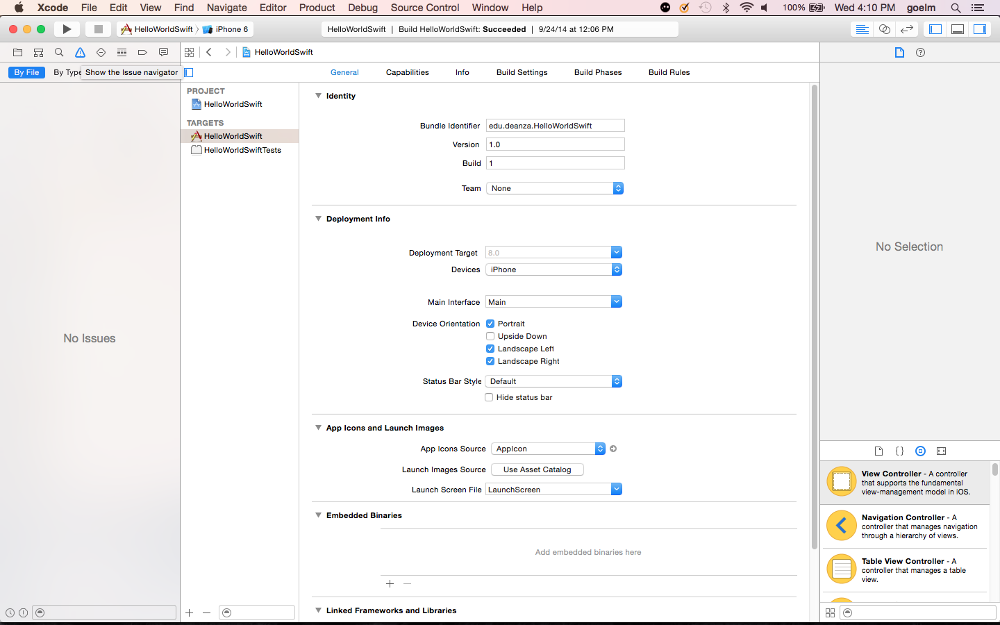 Xcode File Edit View Find Navigate Editor Product Debug Source Control Window Help 100% Wed 4:10 PM goelm
HelloWorldSwift iPhone 6 HelloWorldSwift | Build HelloWorldSwift: Succeeded | 9/24/14 at 12:06 PM
HelloWorldSwift
By File By Type Show the Issue navigator General Capabilities Info Build Settings Build Phases Build Rules
No Issues
PROJECT
HelloWorldSwift
TARGETS
HelloWorldSwift
HelloWorldSwiftTests
Identity
Bundle Identifier edu.deanza.HelloWorldSwift
Version 1.0
Build 1
Team None
Deployment Info
Deployment Target 8.0
Devices iPhone
Main Interface Main
Device Orientation Portrait
Upside Down
Landscape Left
Landscape Right
Status Bar Style Default
Hide status bar
App Icons and Launch Images
App Icons Source AppIcon
Launch Images Source Use Asset Catalog
Launch Screen File LaunchScreen
Embedded Binaries
Add embedded binaries here
Linked Frameworks and Libraries
No Selection
{}
View Controller - A controller
that supports the fundamental
view-management model in iOS.
Navigation Controller - A
controller that manages navigation
through a hierarchy of views.
Table View Controller - A
controller that manages a table
view.